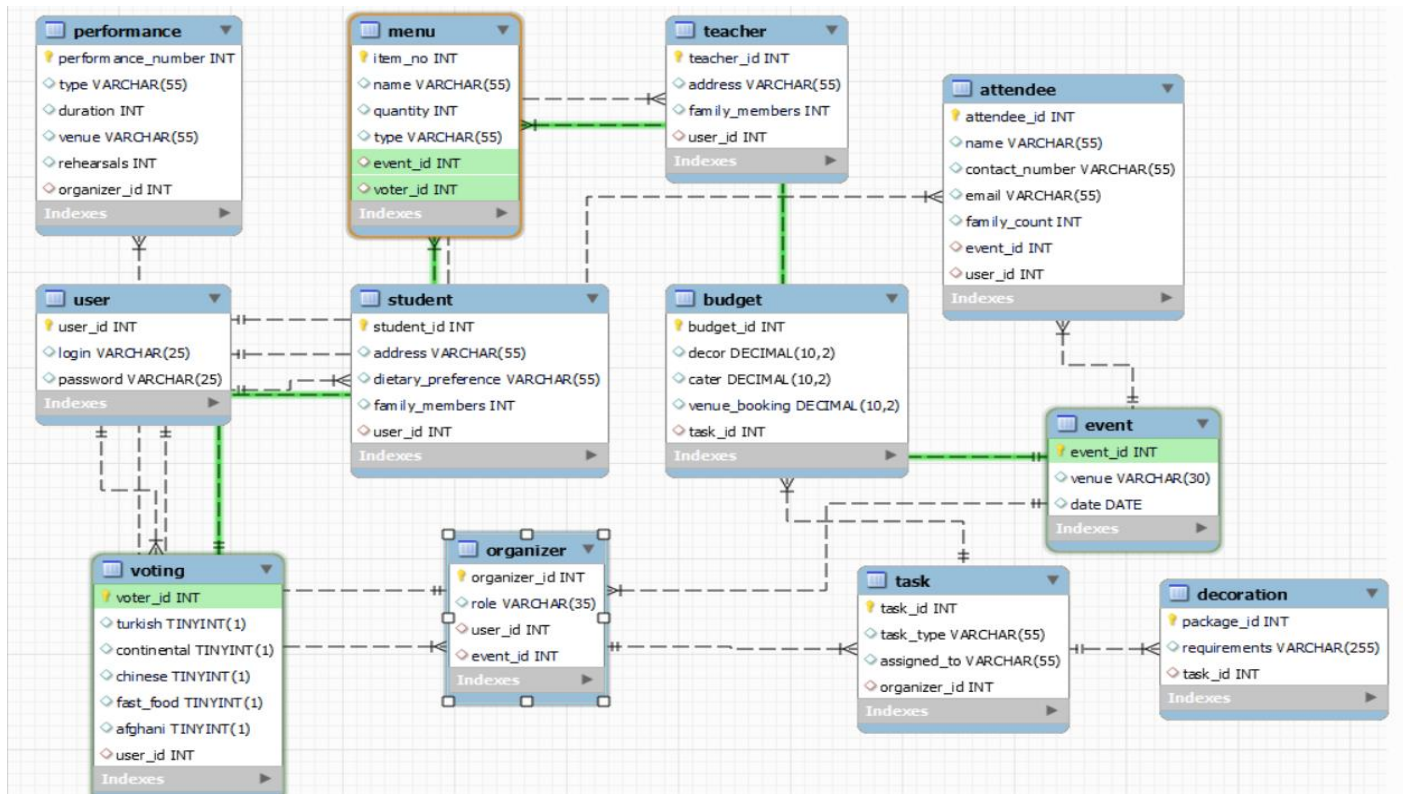 performance
performance_number INT
type VARCHAR(55)
duration INT
venue VARCHAR(55)
rehearsals INT
organizer_id INT
Indexes
menu
item_no INT
name VARCHAR(55)
quantity INT
type VARCHAR(55)
event_id INT
voter_id INT
Indexes
teacher
teacher_id INT
address VARCHAR(55)
family_members INT
user_id INT
Indexes
attendee
attendee_id INT
name VARCHAR(55)
contact_number VARCHAR(55)
email VARCHAR(55)
family_count INT
event_id INT
user_id INT
Indexes
user
user_id INT
login VARCHAR(25)
password VARCHAR(25)
Indexes
student
student_id INT
address VARCHAR(55)
dietary_preference VARCHAR(55)
family_members INT
user_id INT
Indexes
budget
budget_id INT
decor DECIMAL(10,2)
cater DECIMAL(10,2)
venue_booking DECIMAL(10,2)
task_id INT
Indexes
event
event_id INT
venue VARCHAR(30)
date DATE
Indexes
voting
voter_id INT
turkish TINYINT(1)
continental TINYINT(1)
chinese TINYINT(1)
fast_food TINYINT(1)
afghani TINYINT(1)
user_id INT
Indexes
organizer
organizer_id INT
role VARCHAR(35)
user_id INT
event_id INT
Indexes
task
task_id INT
task_type VARCHAR(55)
assigned_to VARCHAR(55)
organizer_id INT
Indexes
decoration
package_id INT
requirements VARCHAR(255)
task_id INT
Indexes